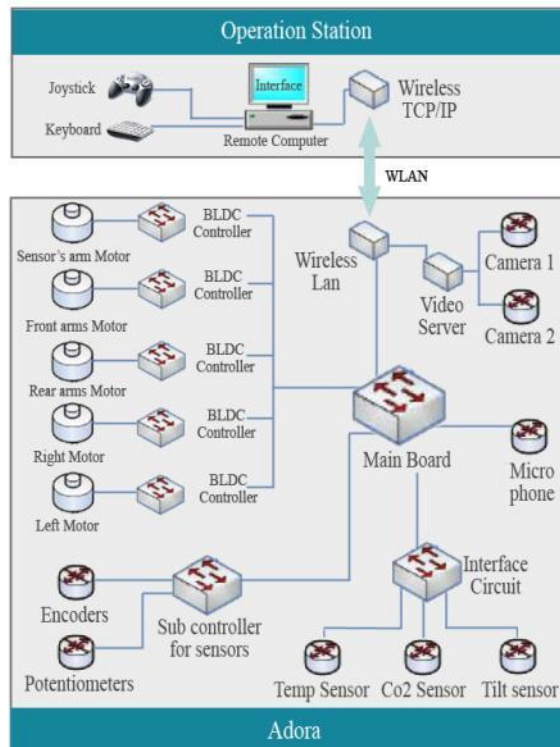 Operation Station
Joystick
Keyboard
Interface
Remote Computer
Wireless
TCP/IP
WLAN
Sensor's arm Motor
BLDC
Controller
Front arms Motor
BLDC
Controller
Rear arms Motor
BLDC
Controller
Right Motor
BLDC
Controller
Left Motor
BLDC
Controller
Wireless
Lan
Video
Server
Camera 1
Camera 2
Main Board
Micro
phone
Encoders
Potentiometers
Sub controller
for sensors
Interface
Circuit
Temp Sensor
Co2 Sensor
Tilt sensor
Adora